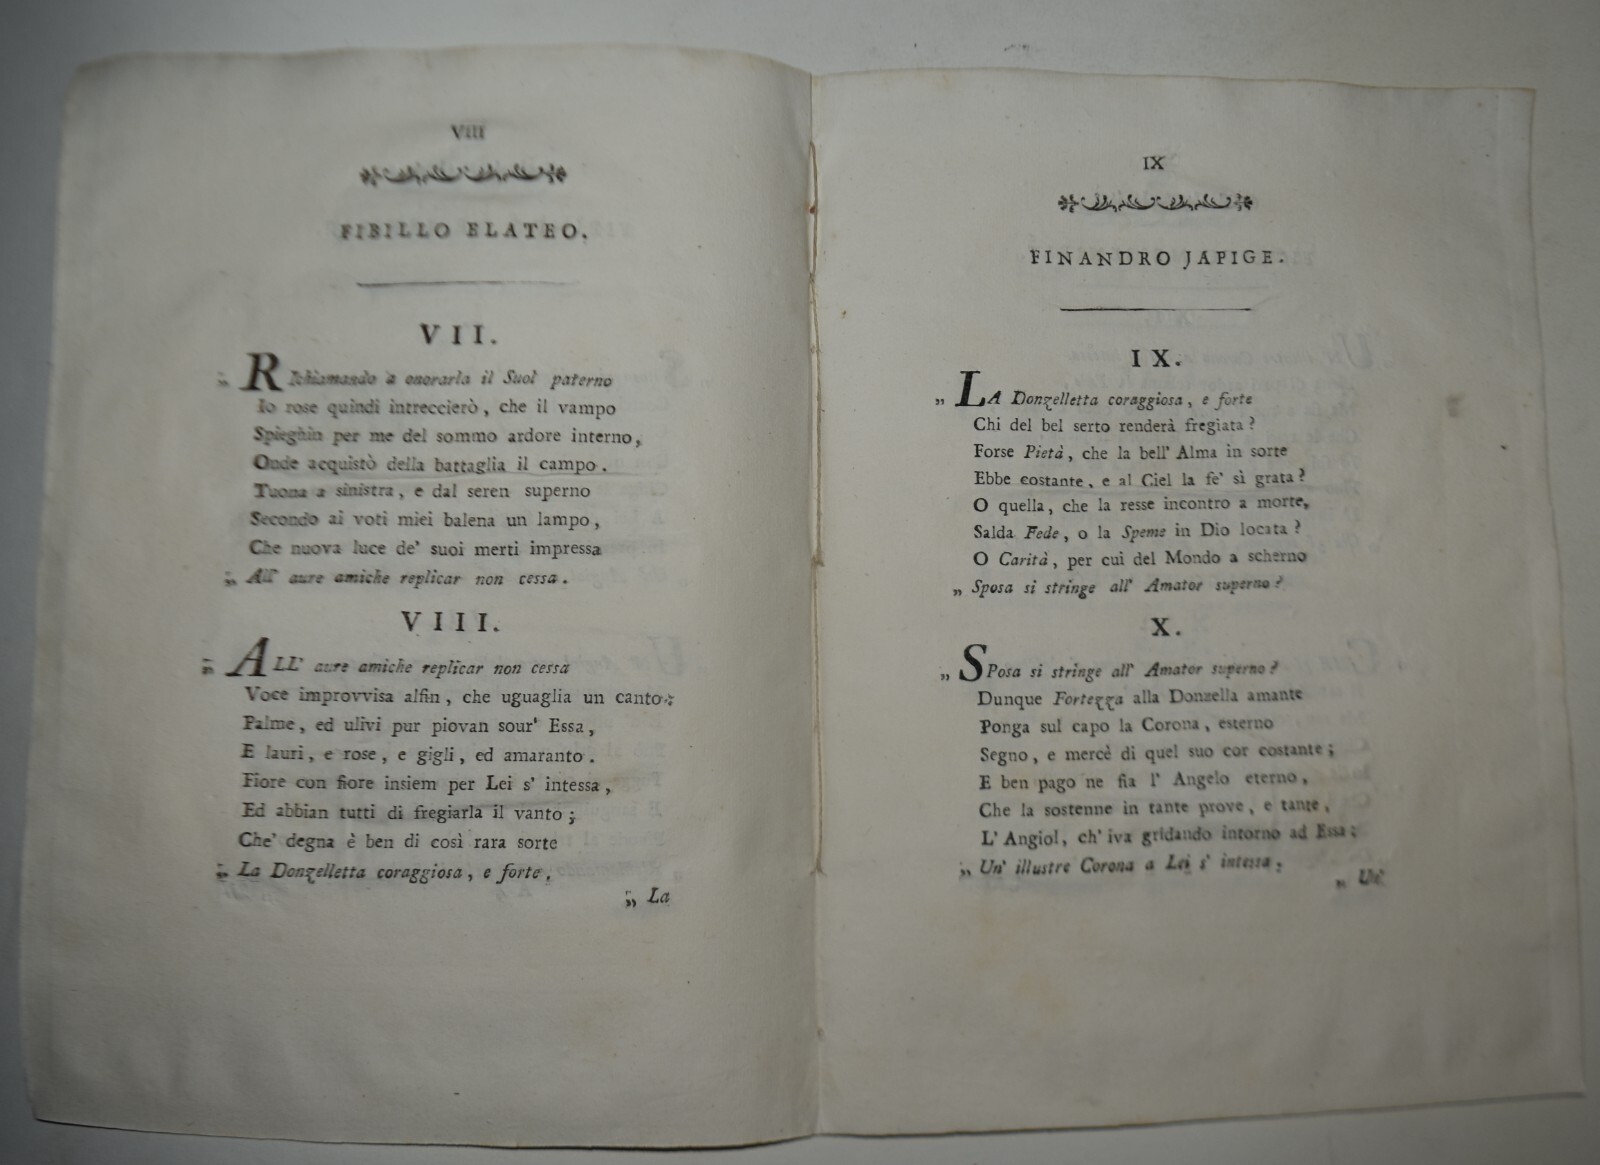 VIII
FIBILLO ELATEO.
VII.
„ RIchiamando a onorarla il Suol paterno
Io rose quindi intreccierò, che il vampo
Spieghin per me del sommo ardore interno,
Onde acquistò della battaglia il campo.
Tuona a sinistra, e dal seren superno
Secondo ai voti miei balena un lampo,
Che nuova luce de' suoi merti impressa
„ All' aure amiche replicar non cessa.
VIII.
„ ALL' aure amiche replicar non cessa
Voce improvvisa alfin, che uguaglia un canto:
Palme, ed ulivi pur piovan sour' Essa,
E lauri, e rose, e gigli, ed amaranto.
Fiore con fiore insiem per Lei s' intessa,
Ed abbian tutti di fregiarla il vanto;
Che' degna è ben di così rara sorte
„ La Donzelletta coraggiosa, e forte.
„ La
IX
FINANDRO JAPIGE.
IX.
„ LA Donzelletta coraggiosa, e forte
Chi del bel serto renderà fregiata?
Forse Pietà, che la bell' Alma in sorte
Ebbe costante, e al Ciel la fe' sì grata?
O quella, che la resse incontro a morte,
Salda Fede, o la Speme in Dio locata?
O Carità, per cui del Mondo a scherno
„ Sposa si stringe all' Amator superno?
X.
„ SPosa si stringe all' Amator superno?
Dunque Fortezza alla Donzella amante
Ponga sul capo la Corona, esterno
Segno, e mercè di quel suo cor costante;
E ben pago ne fia l' Angelo eterno,
Che la sostenne in tante prove, e tante,
L' Angiol, ch' iva gridando intorno ad Essa:
„ Un' illustre Corona a Lei s' intessa.
„ Un'